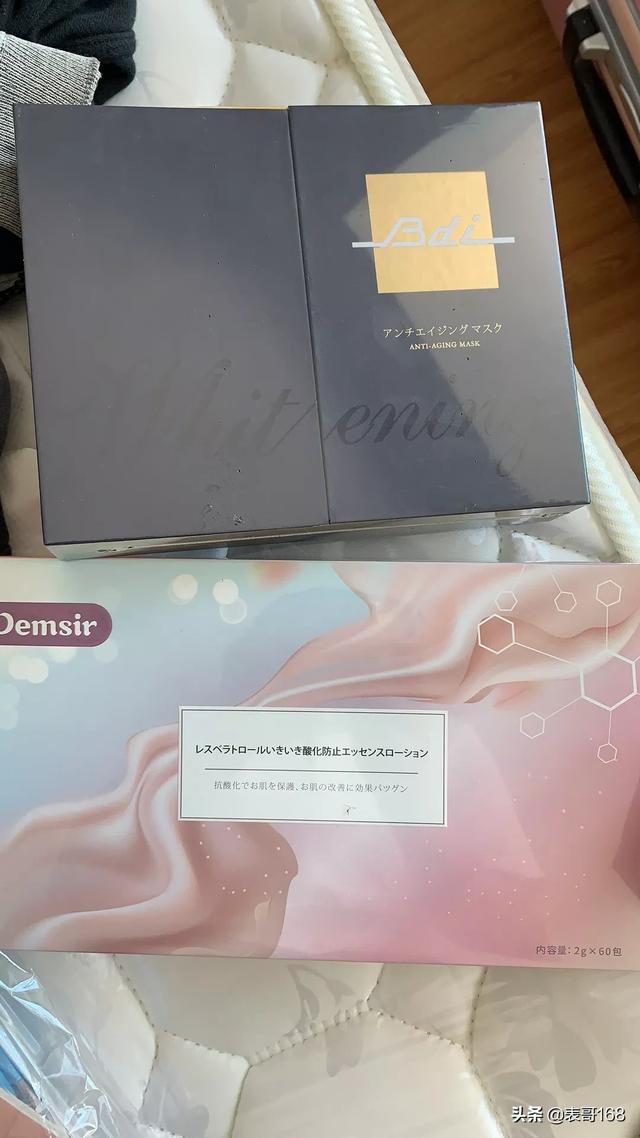 Bdi
アンチエイジング マスク
ANTI-AGING MASK
Whitening
Demsir
レスベラトロールいきいき酸化防止エッセンスローション
抗酸化でお肌を保護、お肌の改善に効果バツゲン
内容量：2g×60包
头条 @表哥168